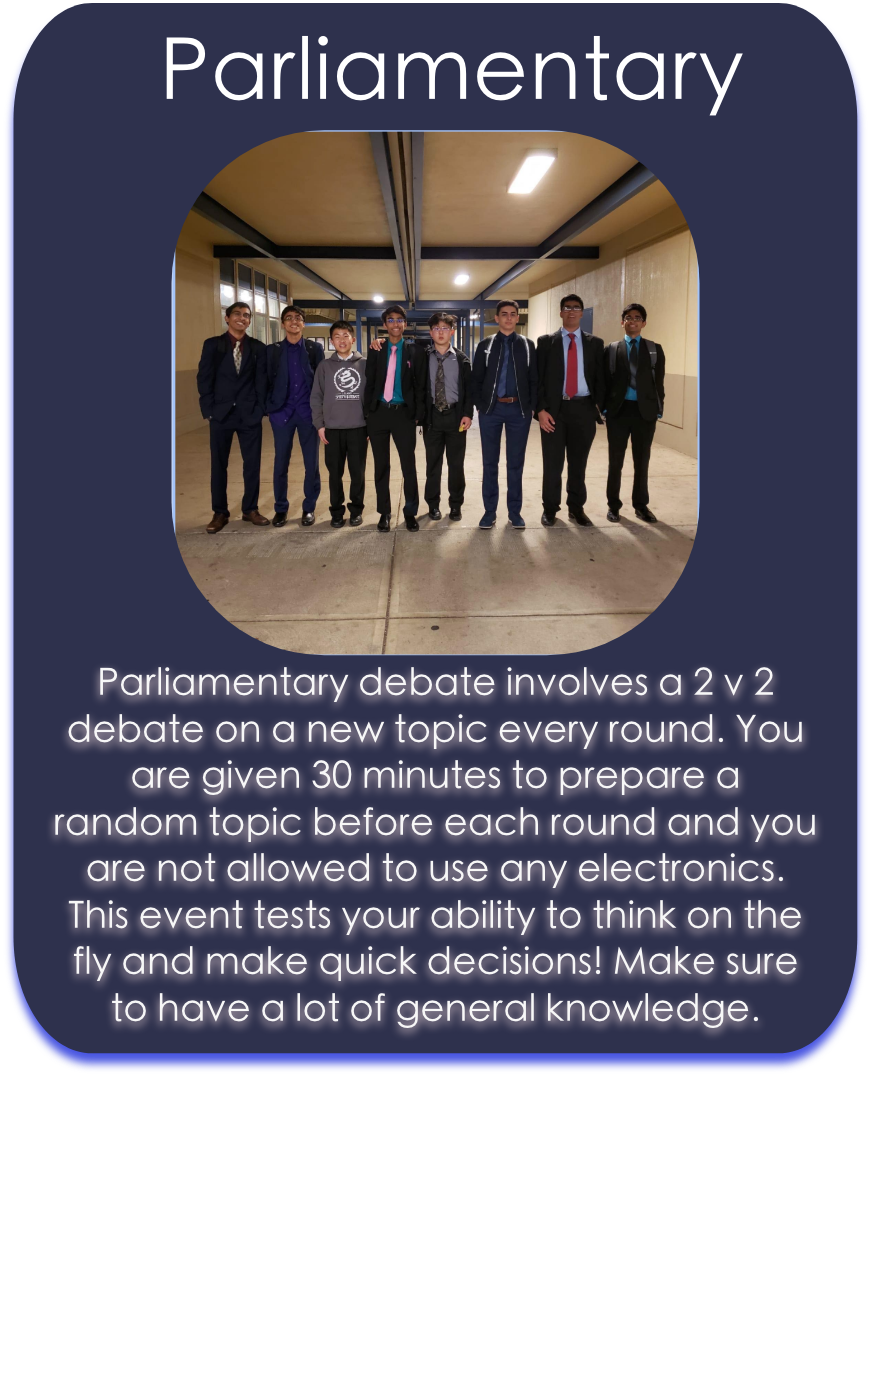 Parliamentary
Parliamentary debate involves a 2 v 2
debate on a new topic every round. You
are given 30 minutes to prepare a
random topic before each round and you
are not allowed to use any electronics.
This event tests your ability to think on the
fly and make quick decisions! Make sure
to have a lot of general knowledge.